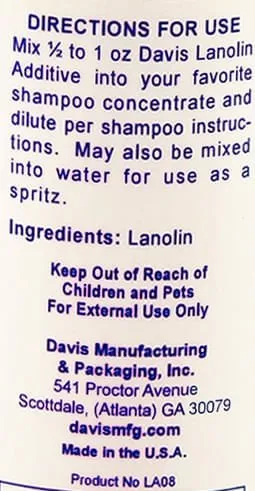 DIRECTIONS FOR USE
Mix ½ to 1 oz Davis Lanolin
Additive into your favorite
shampoo concentrate and
dilute per shampoo instruc-
tions. May also be mixed
into water for use as a
spritz.
Ingredients: Lanolin
Keep Out of Reach of
Children and Pets
For External Use Only
Davis Manufacturing
& Packaging, Inc.
541 Proctor Avenue
Scottdale, (Atlanta) GA 30079
davismfg.com
Made in the U.S.A.
Product No LA08